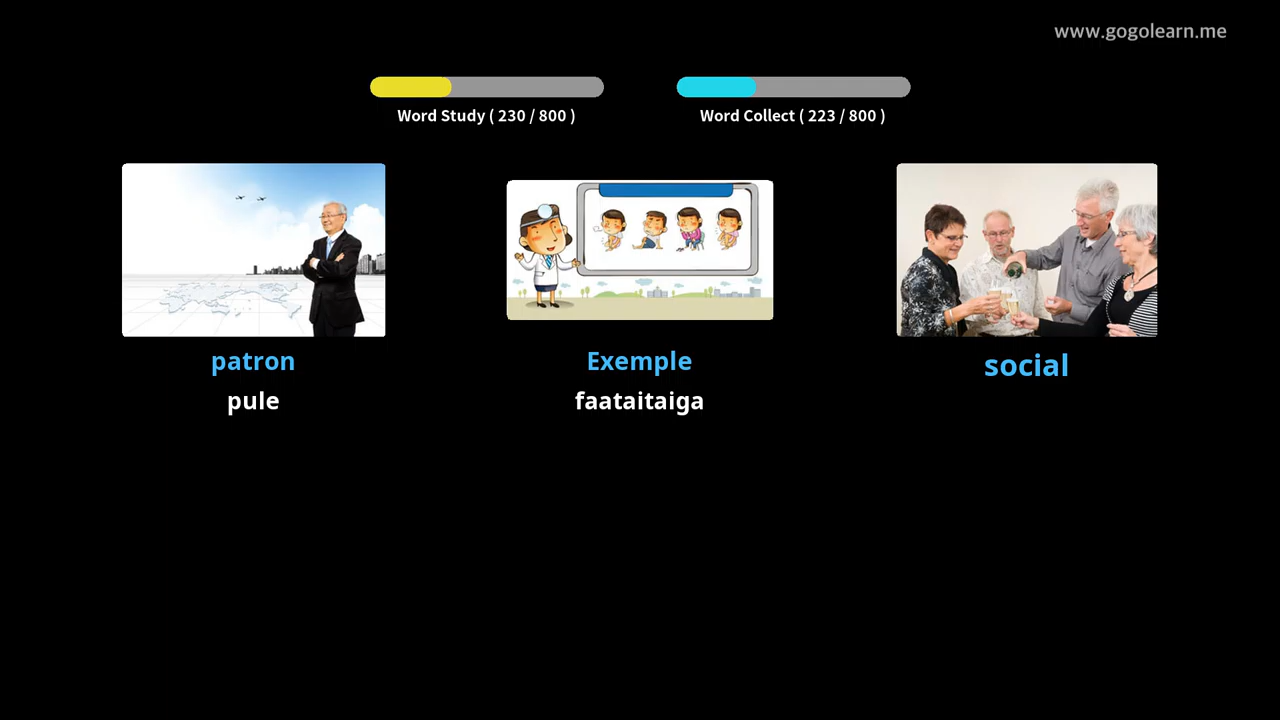 www.gogolearn.me
Word Study ( 230 / 800 )
Word Collect ( 223 / 800 )
patron
pule
Exemple
faataitaiga
social